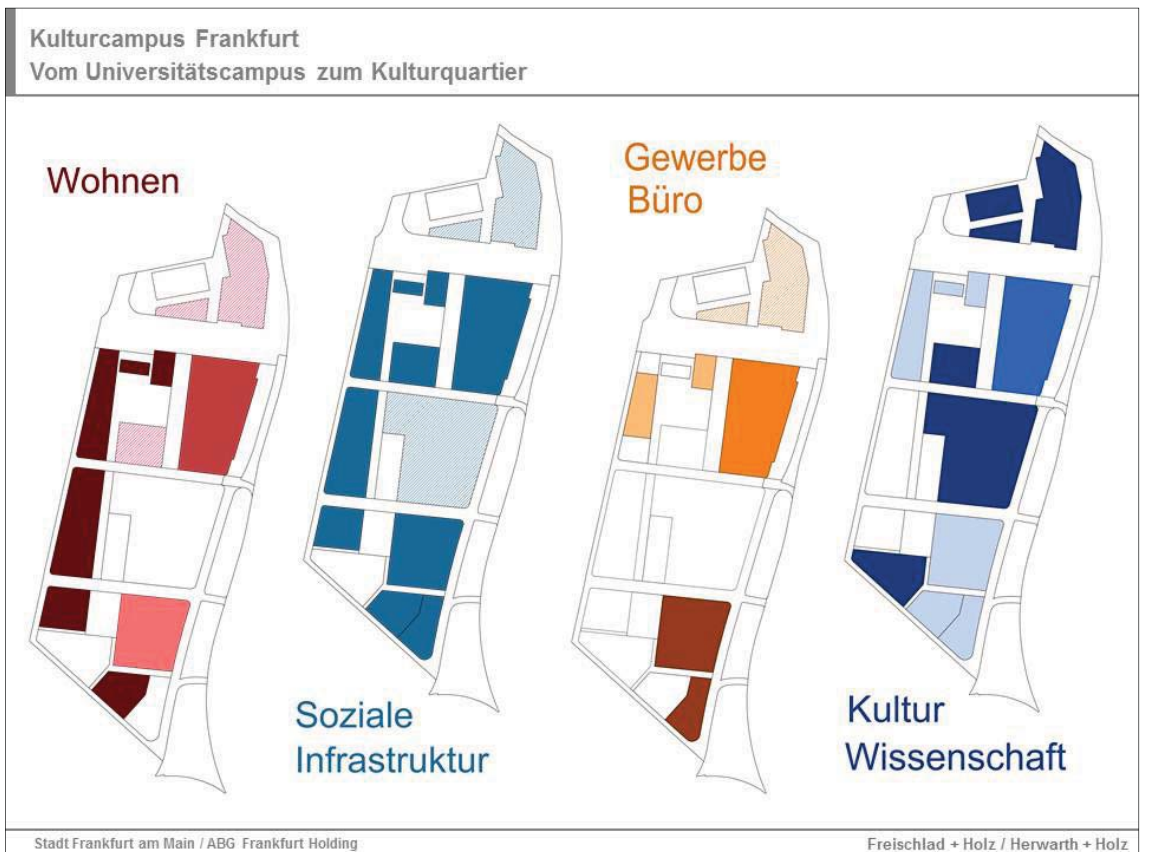 Kulturcampus Frankfurt
Vom Universitätscampus zum Kulturquartier
Wohnen
Soziale
Infrastruktur
Gewerbe
Büro
Kultur
Wissenschaft
Stadt Frankfurt am Main / ABG Frankfurt Holding
Freischlad + Holz / Herwarth + Holz